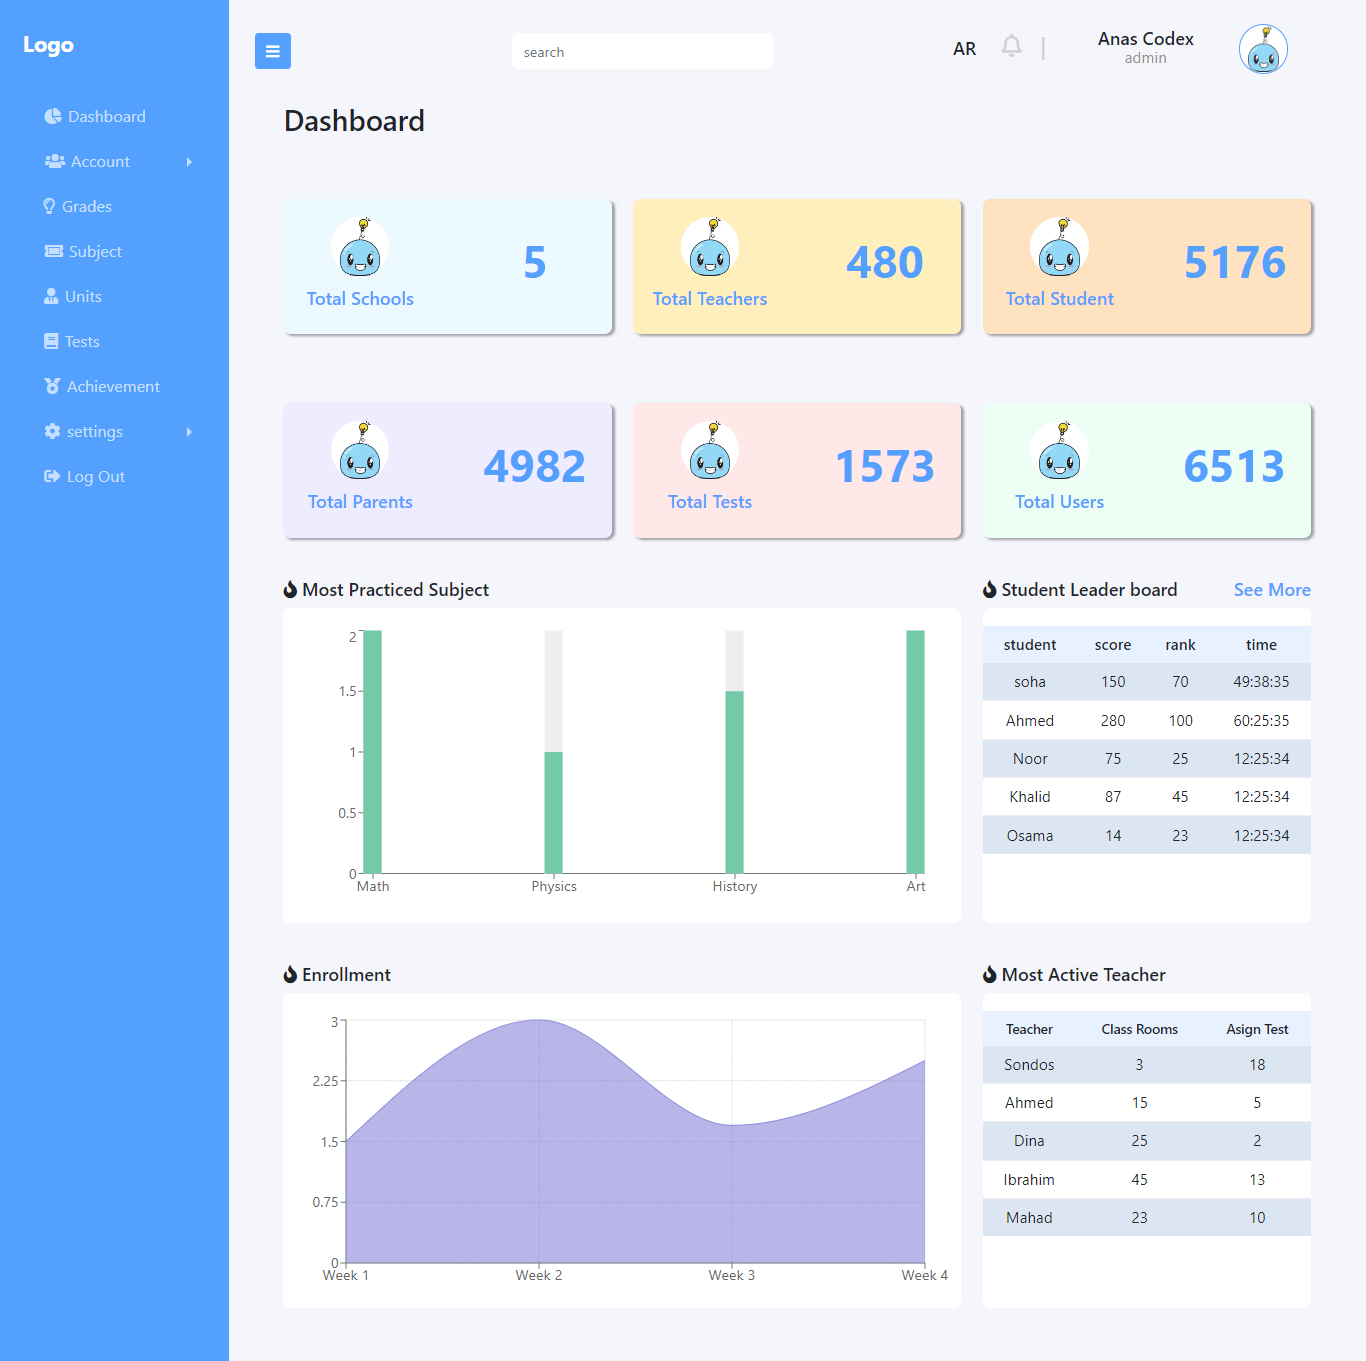 Logo
Dashboard
Account
Grades
Subject
Units
Tests
Achievement
settings
Log Out
search
AR
Anas Codex
admin
Dashboard
Total Schools
5
Total Teachers
480
Total Student
5176
Total Parents
4982
Total Tests
1573
Total Users
6513
Most Practiced Subject
2
1.5
1
0.5
0
Math Physics History Art
Student Leader board See More
student score rank time
soha 150 70 49:38:35
Ahmed 280 100 60:25:35
Noor 75 25 12:25:34
Khalid 87 45 12:25:34
Osama 14 23 12:25:34
Enrollment
3
2.25
1.5
0.75
0
Week 1 Week 2 Week 3 Week 4
Most Active Teacher
Teacher Class Rooms Asign Test
Sondos 3 18
Ahmed 15 5
Dina 25 2
Ibrahim 45 13
Mahad 23 10